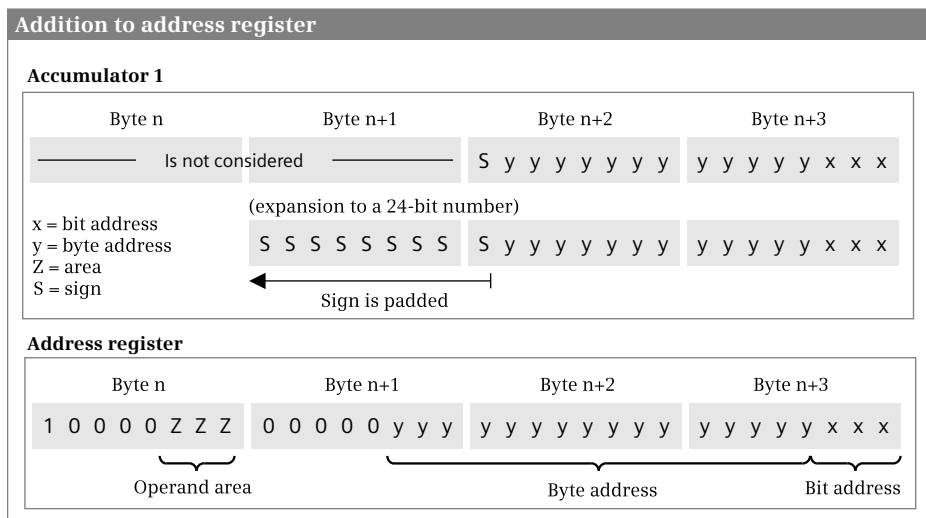 Addition to address register
Accumulator 1
Byte n Byte n+1 Byte n+2 Byte n+3
Is not considered S y y y y y y y y y y y y x x x
(expansion to a 24-bit number)
x = bit address
y = byte address
Z = area
S = sign
S S S S S S S S S y y y y y y y y y y y y x x x
Sign is padded
Address register
Byte n Byte n+1 Byte n+2 Byte n+3
1 0 0 0 0 Z Z Z 0 0 0 0 0 y y y y y y y y y y y y y y y y x x x
Operand area Byte address Bit address